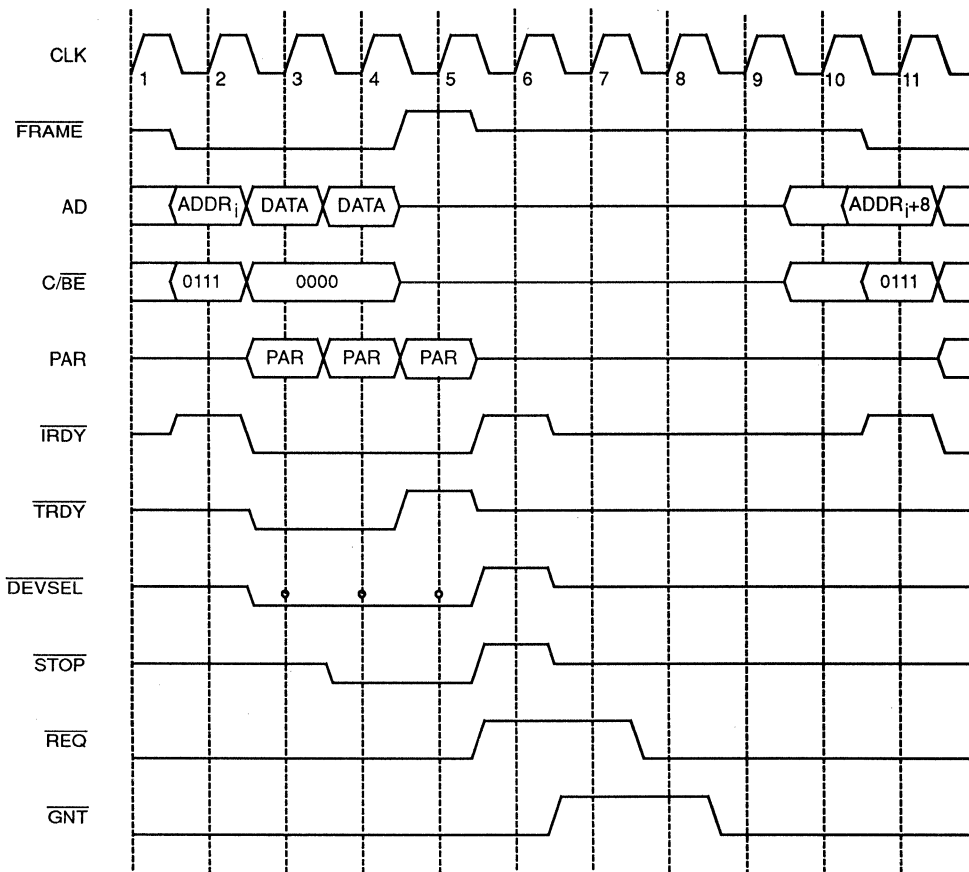 CLK
1 2 3 4 5 6 7 8 9 10 11
FRAME
AD ADDRi DATA DATA ADDRi+8
C/BE 0111 0000 0111
PAR PAR PAR PAR
IRDY
TRDY
DEVSEL
STOP
REQ
GNT